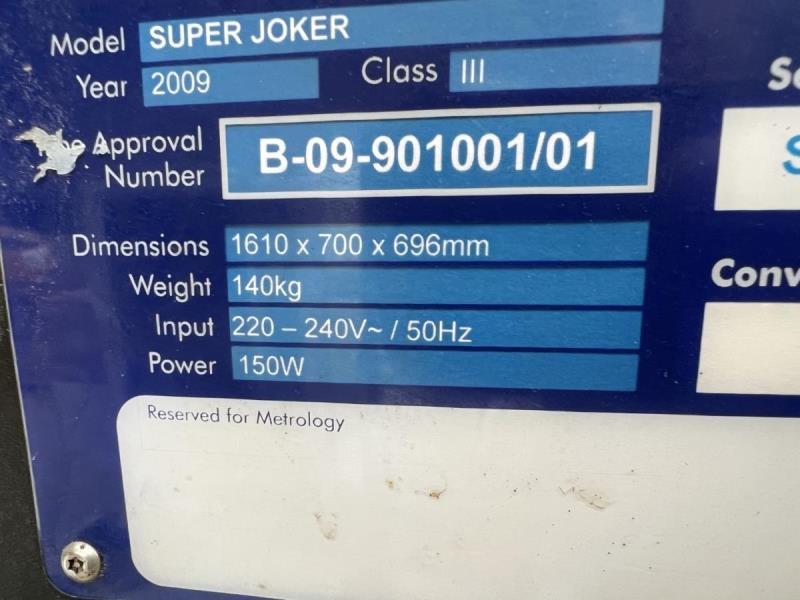 Model SUPER JOKER
Year 2009 Class III
Approval
Number B-09-901001/01
Dimensions 1610 x 700 x 696mm
Weight 140kg
Input 220 – 240V~ / 50Hz
Power 150W
Reserved for Metrology